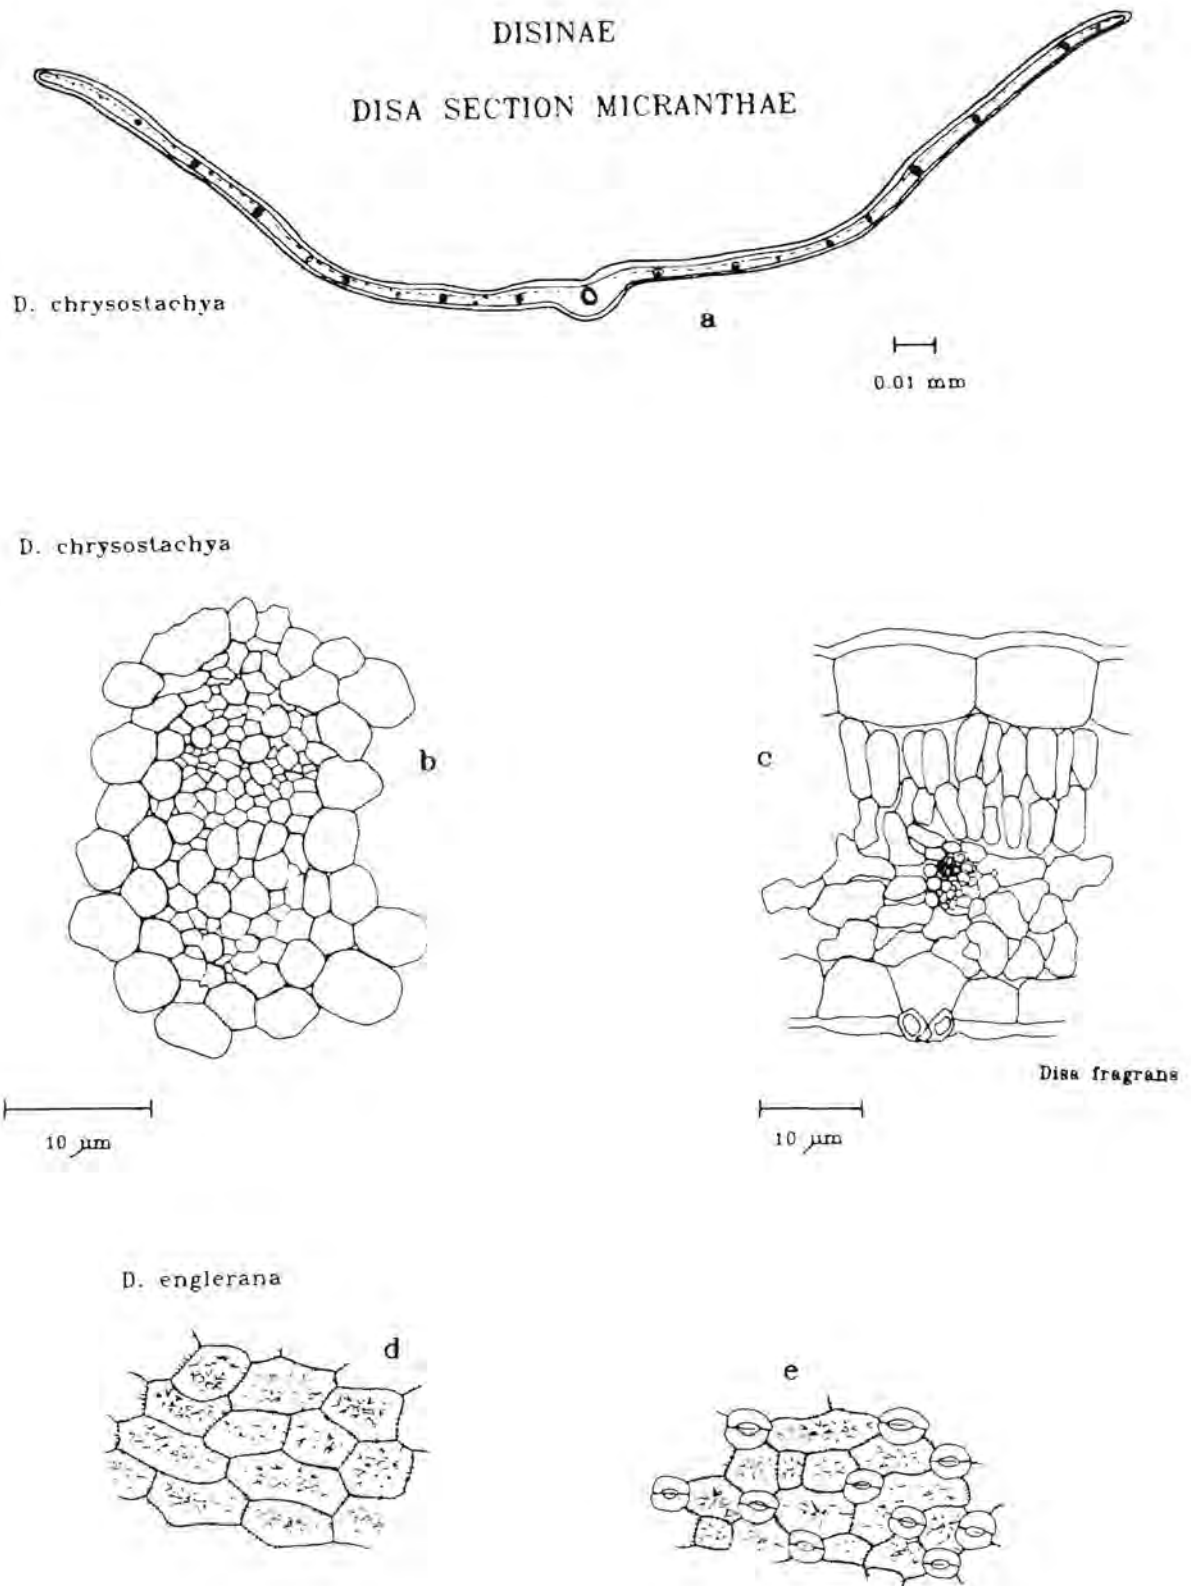 DISINAE
DISA SECTION MICRANTHAE
D. chrysostachya
a
0.01 mm
D. chrysostachya
b
c
Disa fragrans
10 µm
10 µm
D. englerana
d
e